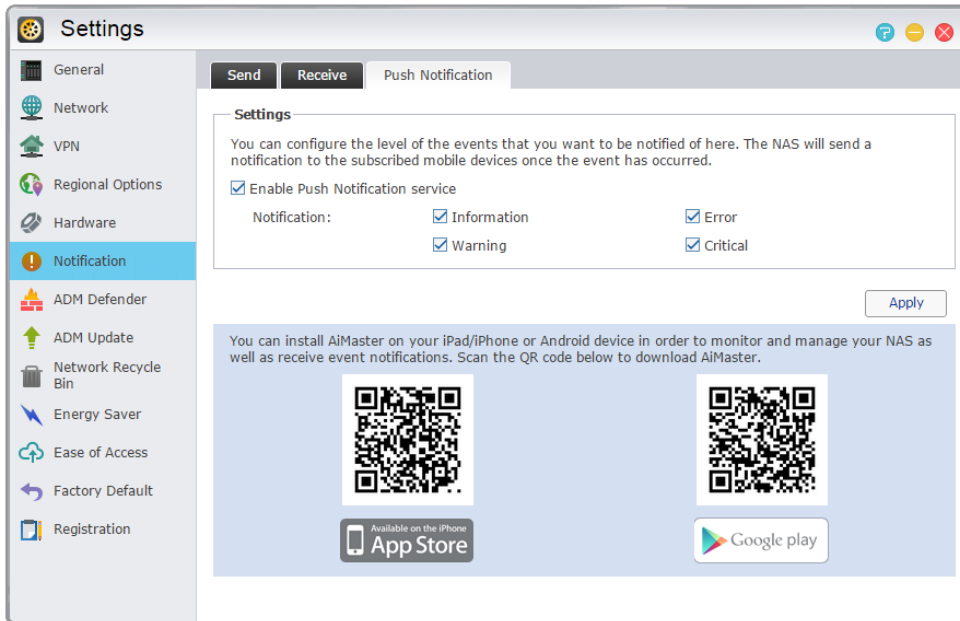 Settings
General
Network
VPN
Regional Options
Hardware
Notification
ADM Defender
ADM Update
Network Recycle
Bin
Energy Saver
Ease of Access
Factory Default
Registration
Send Receive Push Notification
Settings
You can configure the level of the events that you want to be notified of here. The NAS will send a
notification to the subscribed mobile devices once the event has occurred.
Enable Push Notification service
Notification: Information Error
Warning Critical
Apply
You can install AiMaster on your iPad/iPhone or Android device in order to monitor and manage your NAS as
well as receive event notifications. Scan the QR code below to download AiMaster.
Available on the iPhone
App Store
Google play